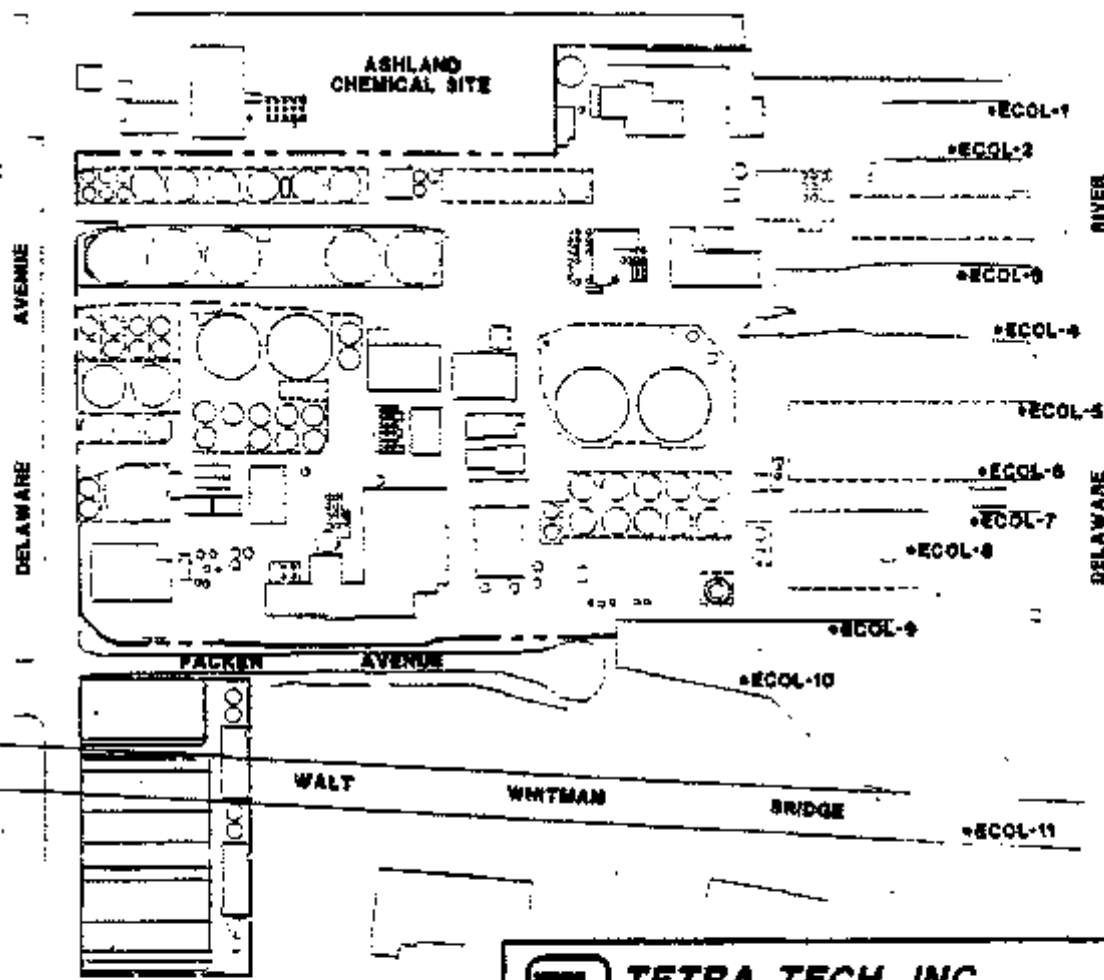 ASHLAND
CHEMICAL SITE
•ECOL-1
•ECOL-2
RIVER
AVENUE
•ECOL-4
•ECOL-5
•ECOL-6
•ECOL-7
•ECOL-8
DELAWARE
DELAWARE
•ECOL-9
PACKER AVENUE
•ECOL-10
WALT WHITMAN BRIDGE
•ECOL-11
TETRA TECH, INC.